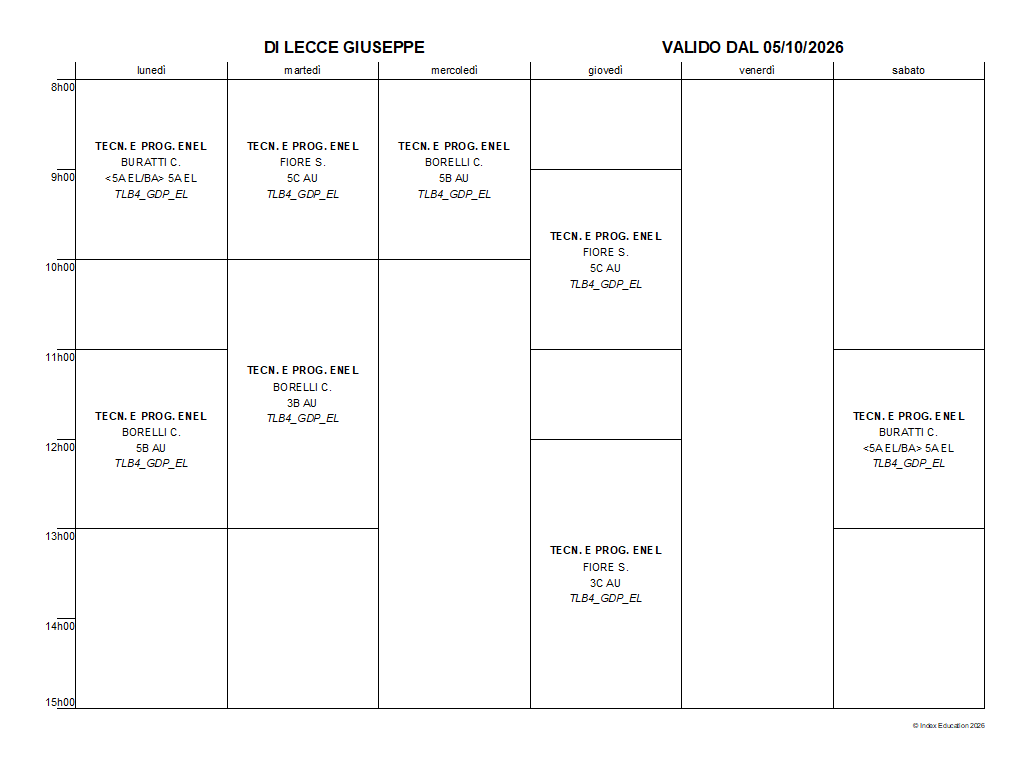 DI LECCE GIUSEPPE
VALIDO DAL 05/10/2026
lunedì
martedì
mercoledì
giovedì
venerdì
sabato
8h00
9h00
10h00
11h00
12h00
13h00
14h00
15h00
TECN. E PROG. ENEL
BURATTI C.
<5A EL/BA> 5A EL
TLB4_GDP_EL
TECN. E PROG. ENEL
BORELLI C.
5B AU
TLB4_GDP_EL
TECN. E PROG. ENEL
FIORE S.
5C AU
TLB4_GDP_EL
TECN. E PROG. ENEL
BORELLI C.
3B AU
TLB4_GDP_EL
TECN. E PROG. ENEL
BORELLI C.
5B AU
TLB4_GDP_EL
TECN. E PROG. ENEL
FIORE S.
5C AU
TLB4_GDP_EL
TECN. E PROG. ENEL
FIORE S.
3C AU
TLB4_GDP_EL
TECN. E PROG. ENEL
BURATTI C.
<5A EL/BA> 5A EL
TLB4_GDP_EL
© Index Education 2026